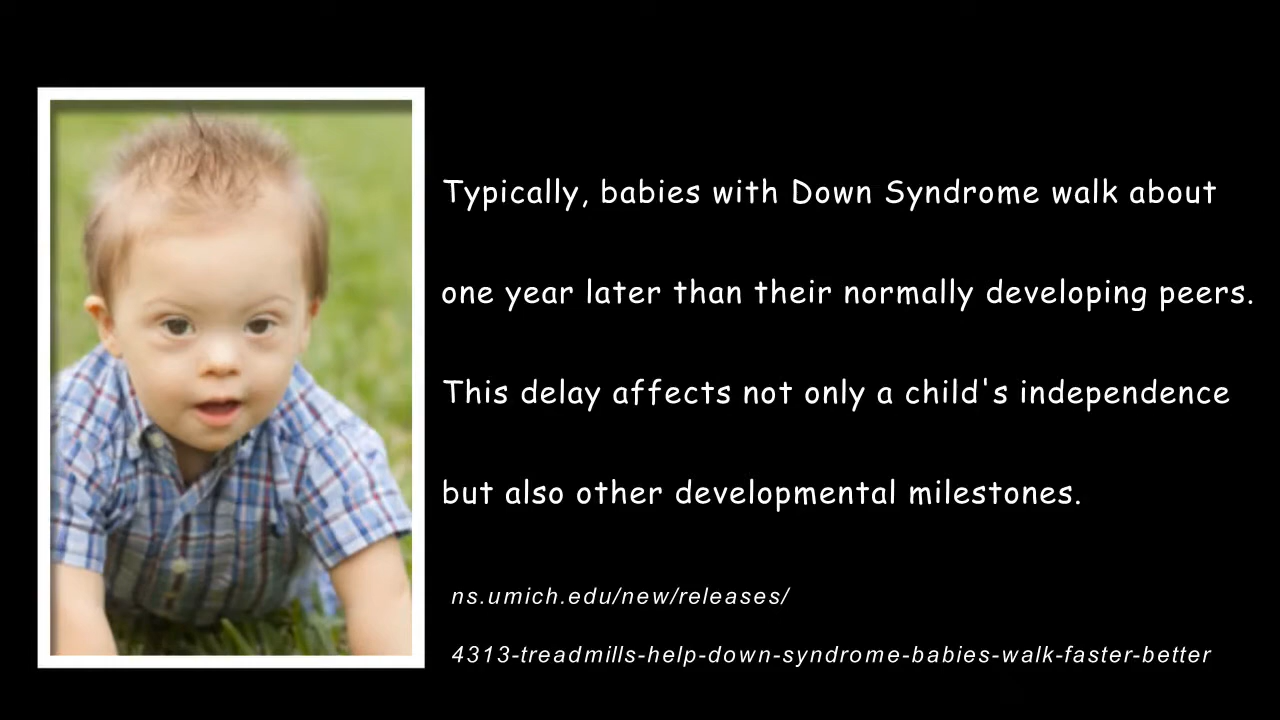 Typically, babies with Down Syndrome walk about
one year later than their normally developing peers.
This delay affects not only a child's independence
but also other developmental milestones.
ns.umich.edu/new/releases/
4313-treadmills-help-down-syndrome-babies-walk-faster-better